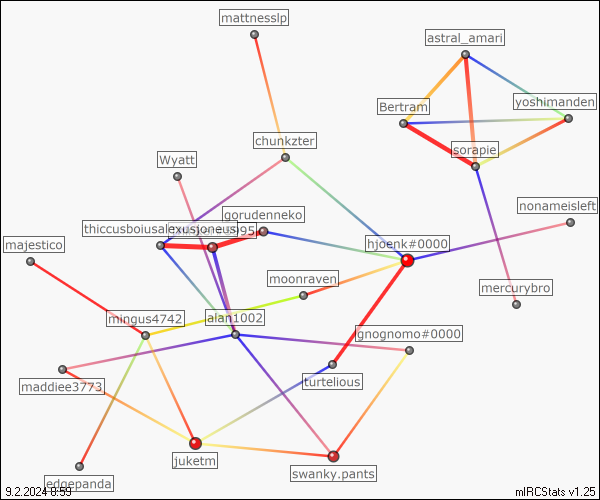 mattnesslp
astral_amari
Bertram
yoshimanden
chunkzter
sorapie
Wyatt
nonameisleft
gorudenneko
thiccusboiusalexusjoneus
hjoenk#0000
majestico
moonraven
mercurybro
mingus4742
alan1002
gnognomo#0000
maddiee3773
turtelious
juketm
swanky.pants
edgepanda
9.2.2024 8:59
mIRCStats v1.25